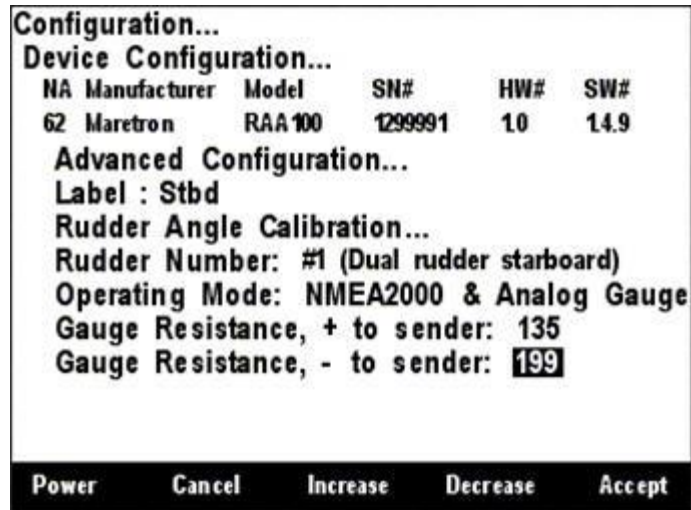 Configuration...
Device Configuration...
NA Manufacturer Model SN# HW# SW#
62 Maretron RAA100 1299991 1.0 1.4.9
Advanced Configuration...
Label : Stbd
Rudder Angle Calibration...
Rudder Number: #1 (Dual rudder starboard)
Operating Mode: NMEA2000 & Analog Gauge
Gauge Resistance, + to sender: 135
Gauge Resistance, - to sender: 199
Power Cancel Increase Decrease Accept